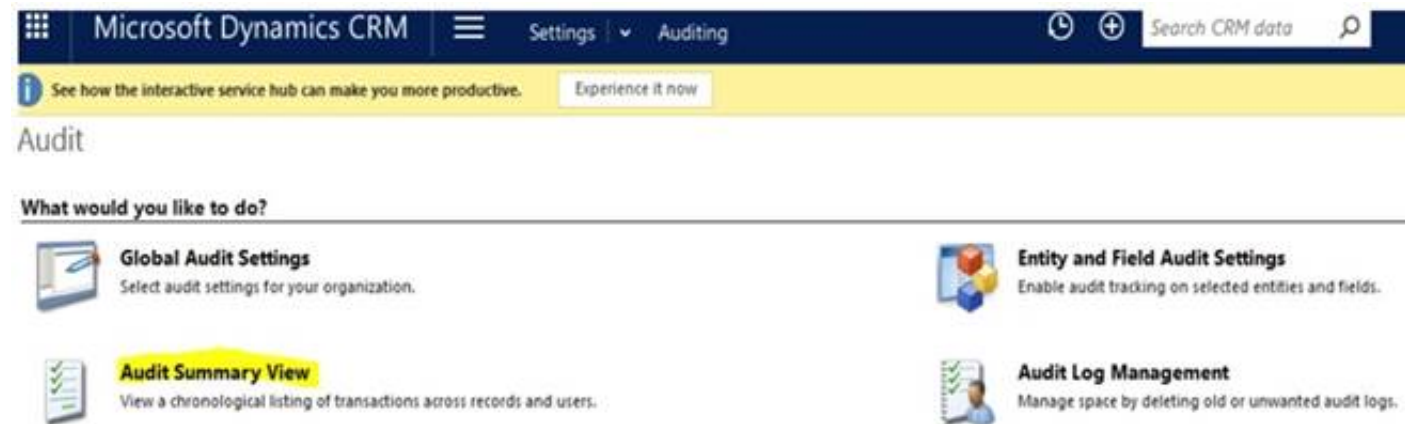 Microsoft Dynamics CRM Settings Auditing Search CRM data
See how the interactive service hub can make you more productive. Experience it now
Audit
What would you like to do?
Global Audit Settings
Select audit settings for your organization.
Entity and Field Audit Settings
Enable audit tracking on selected entities and fields.
Audit Summary View
View a chronological listing of transactions across records and users.
Audit Log Management
Manage space by deleting old or unwanted audit logs.